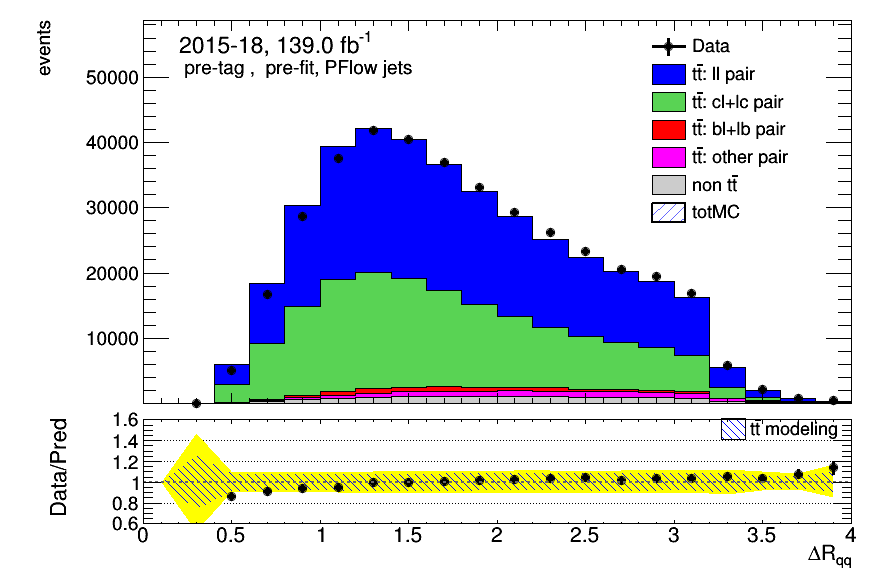 events
2015-18, 139.0 fb⁻¹
pre-tag , pre-fit, PFlow jets
Data
tt̄: ll pair
tt̄: cl+lc pair
tt̄: bl+lb pair
tt̄: other pair
non tt̄
totMC
50000
40000
30000
20000
10000
Data/Pred
tt̄ modeling
1.6
1.4
1.2
1
0.8
0.6
0 0.5 1 1.5 2 2.5 3 3.5 4
ΔR_qq